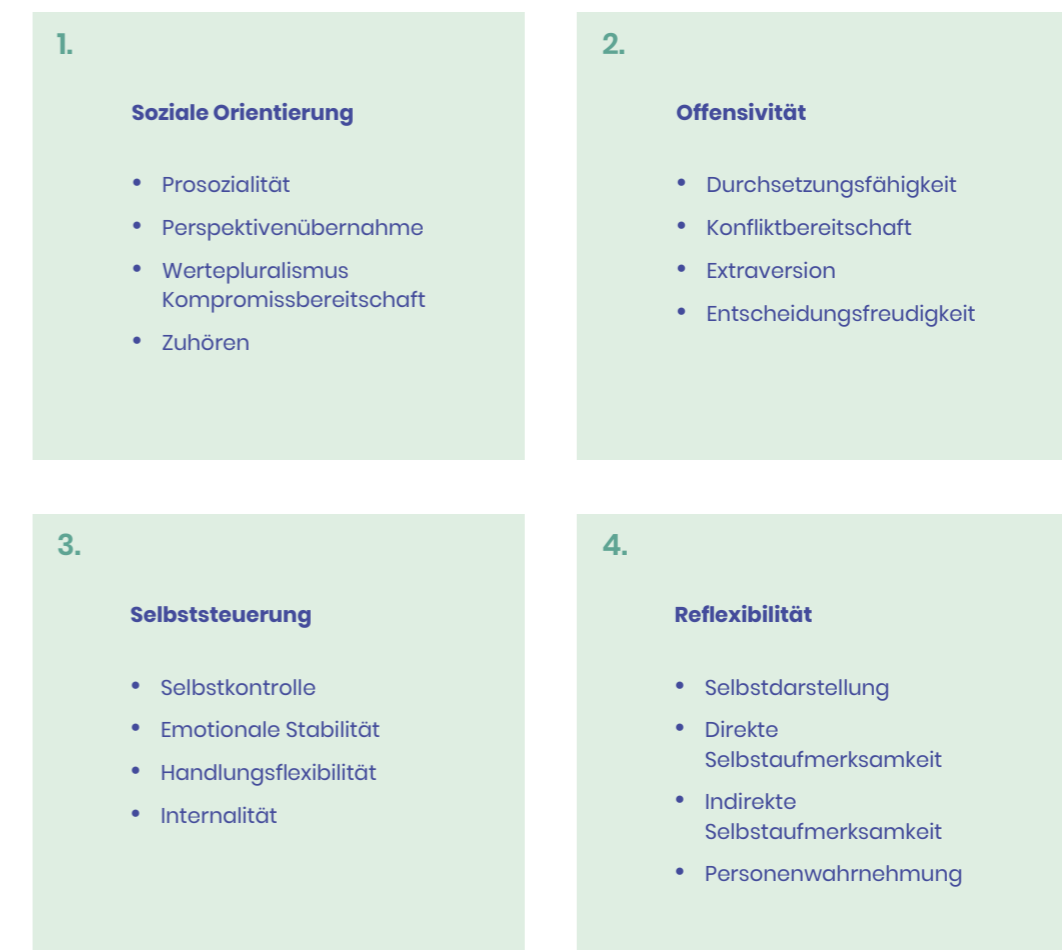 1.
Soziale Orientierung
• Prosozialität
• Perspektivenübernahme
• Wertepluralismus
Kompromissbereitschaft
• Zuhören
2.
Offensivität
• Durchsetzungsfähigkeit
• Konfliktbereitschaft
• Extraversion
• Entscheidungsfreudigkeit
3.
Selbststeuerung
• Selbstkontrolle
• Emotionale Stabilität
• Handlungsflexibilität
• Internalität
4.
Reflexibilität
• Selbstdarstellung
• Direkte
Selbstaufmerksamkeit
• Indirekte
Selbstaufmerksamkeit
• Personenwahrnehmung